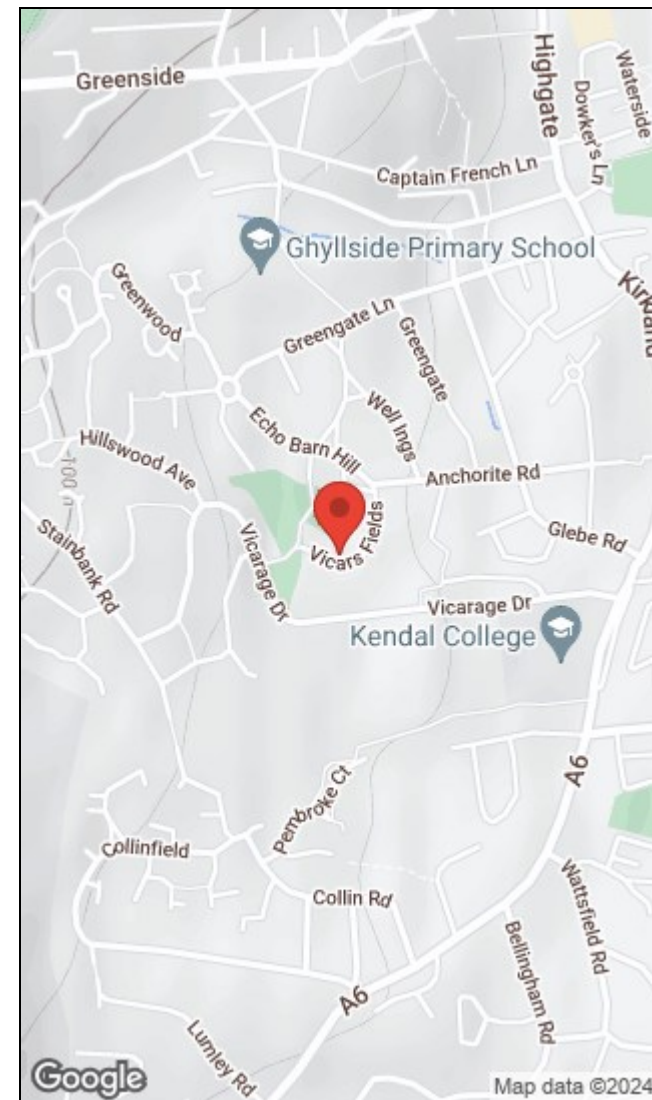 Greenside
Highgate
Waterside
Dowker's Ln
Captain French Ln
Ghyllside Primary School
Kirkland
Greenwood
Greengate Ln
Greengate
Well Ings
Echo Barn Hill
Hillswood Ave
100 m
Anchorite Rd
Stainbank Rd
Vicars Fields
Glebe Rd
Vicarage Dr
Vicarage Dr
Kendal College
A6
Pembroke Ct
Collinfield
Collin Rd
Wattsfield Rd
Bellingham Rd
A6
Lumley Rd
Google
Map data ©2024